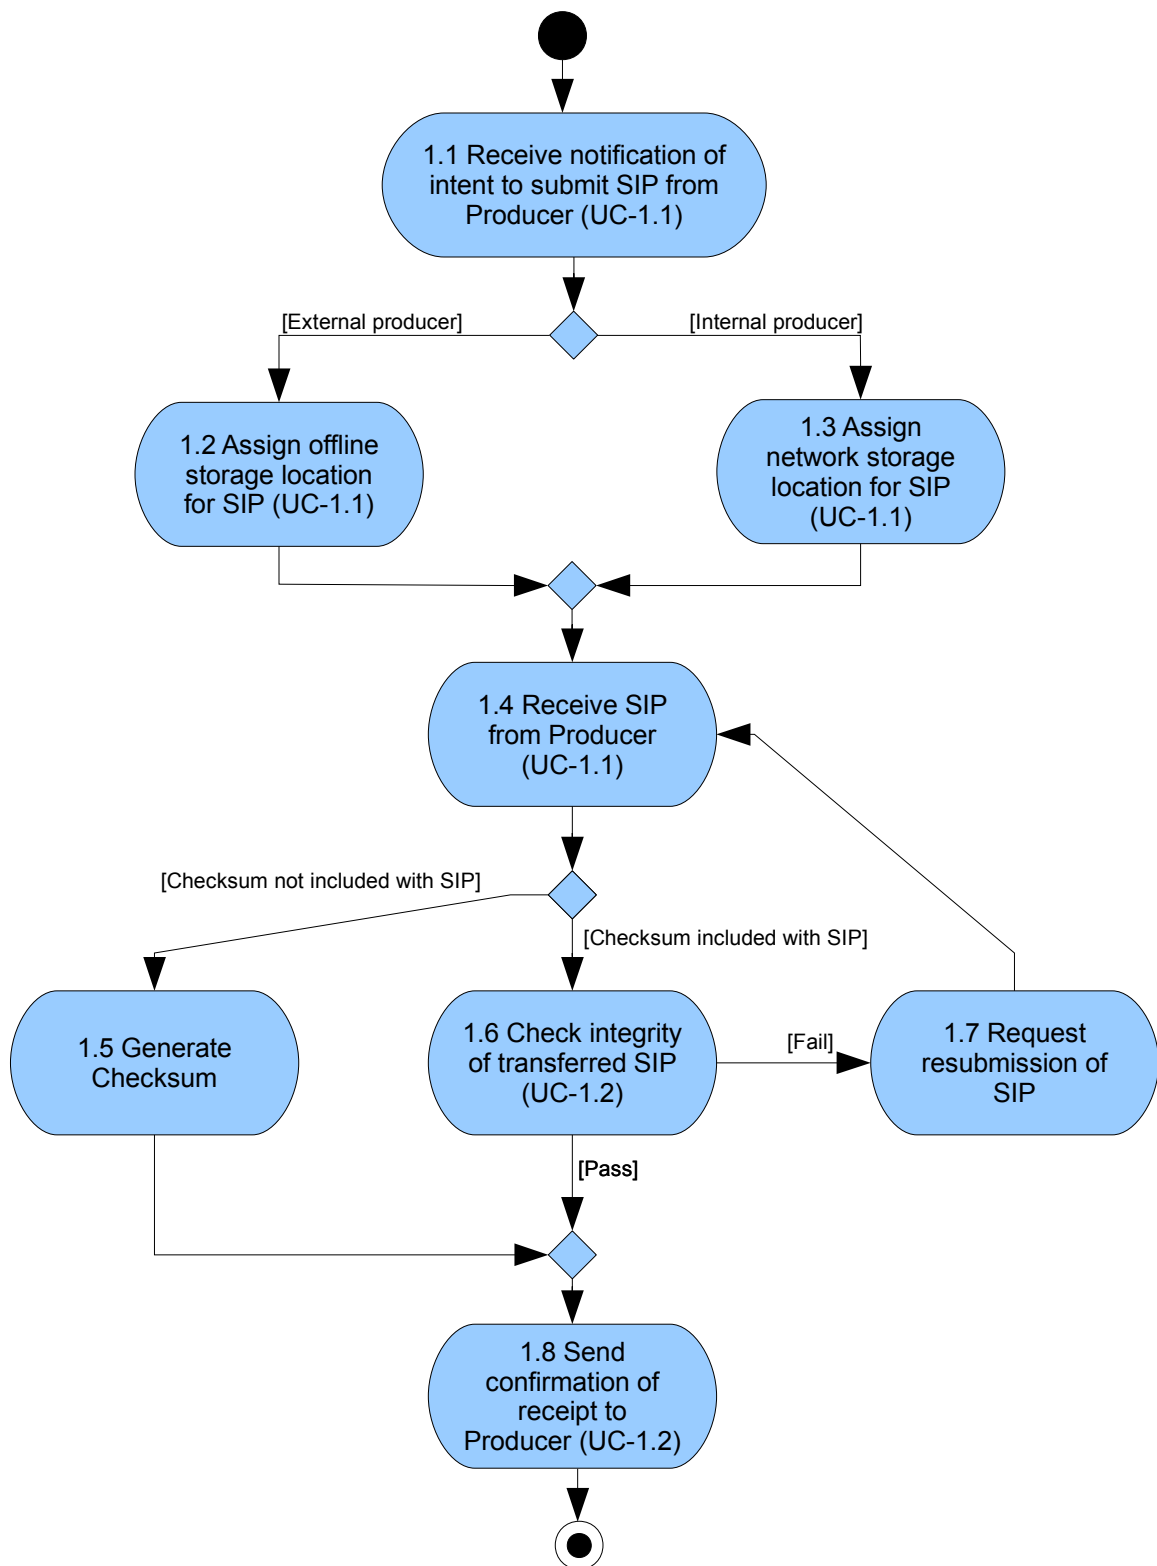 1.1 Receive notification of
intent to submit SIP from
Producer (UC-1.1)
[External producer]
[Internal producer]
1.2 Assign offline
storage location
for SIP (UC-1.1)
1.3 Assign
network storage
location for SIP
(UC-1.1)
1.4 Receive SIP
from Producer
(UC-1.1)
[Checksum not included with SIP]
[Checksum included with SIP]
1.5 Generate
Checksum
1.6 Check integrity
of transferred SIP
(UC-1.2)
[Fail]
1.7 Request
resubmission of
SIP
[Pass]
1.8 Send
confirmation of
receipt to
Producer (UC-1.2)